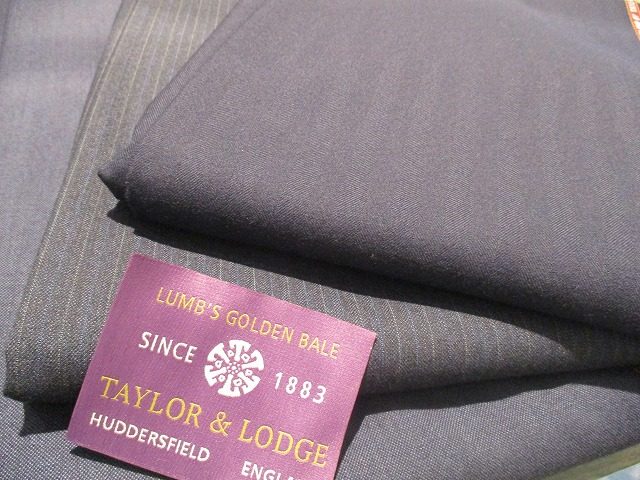 LUMB'S GOLDEN BALE
SINCE 1883
TAYLOR & LODGE
HUDDERSFIELD